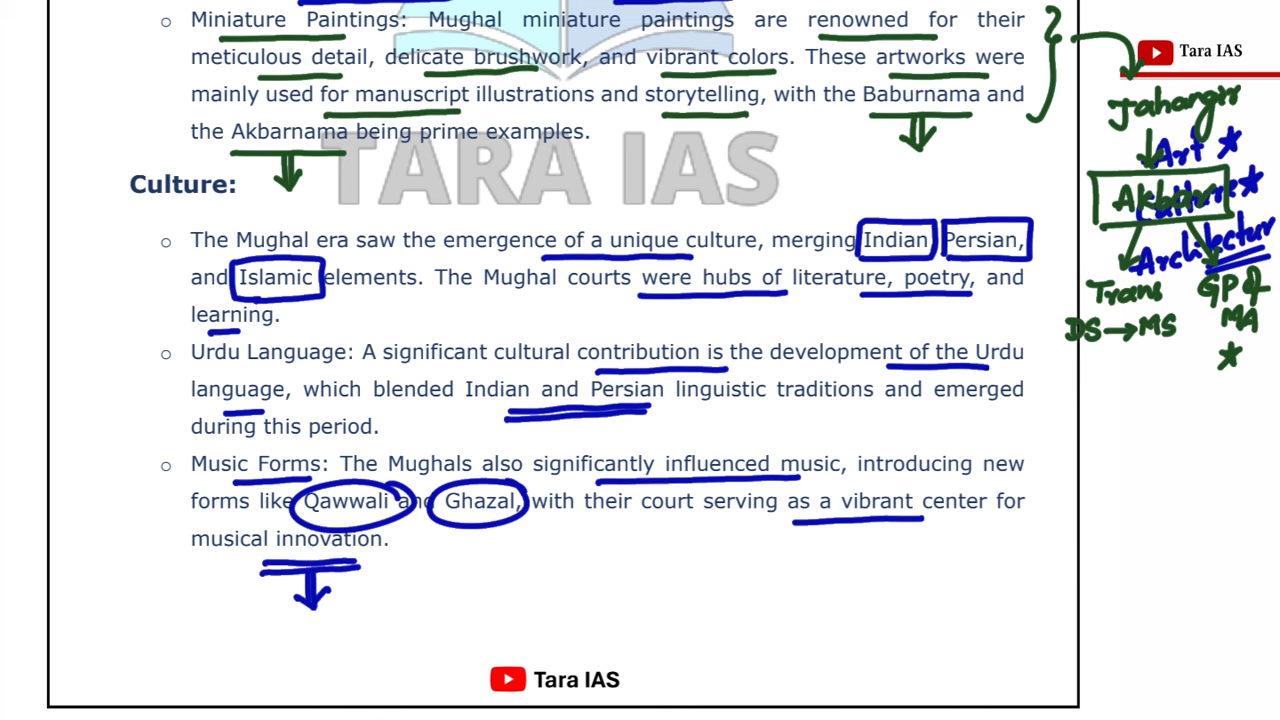 o Miniature Paintings: Mughal miniature paintings are renowned for their
meticulous detail, delicate brushwork, and vibrant colors. These artworks were
mainly used for manuscript illustrations and storytelling, with the Baburnama and
the Akbarnama being prime examples.
TARA IAS
Culture:
o The Mughal era saw the emergence of a unique culture, merging Indian, Persian,
and Islamic elements. The Mughal courts were hubs of literature, poetry, and
learning.
o Urdu Language: A significant cultural contribution is the development of the Urdu
language, which blended Indian and Persian linguistic traditions and emerged
during this period.
o Music Forms: The Mughals also significantly influenced music, introducing new
forms like Qawwali and Ghazal, with their court serving as a vibrant center for
musical innovation.
Tara IAS
Tara IAS
Jahangir
Art
Akbar
Culture
Architectur
Trans
DS → MS
GP of
MA